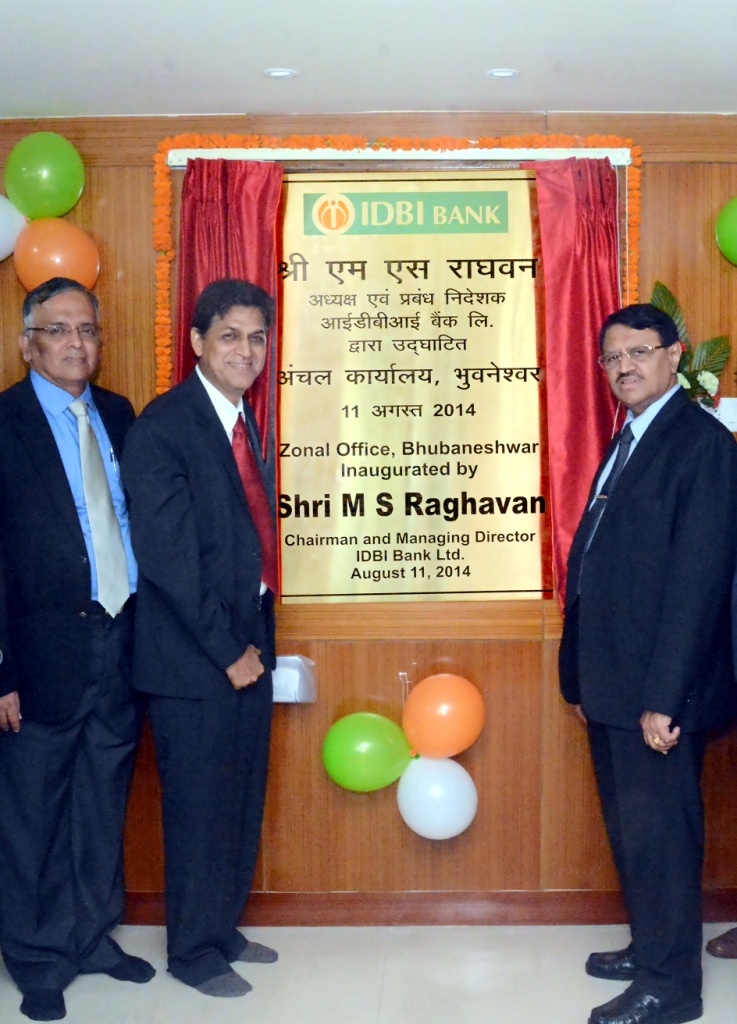 IDBI BANK
श्री एम एस राघवन
अध्यक्ष एवं प्रबंध निदेशक
आईडीबीआई बैंक लि.
द्वारा उद्घाटित
अंचल कार्यालय, भुवनेश्वर
11 अगस्त 2014
Zonal Office, Bhubaneshwar
Inaugurated by
Shri M S Raghavan
Chairman and Managing Director
IDBI Bank Ltd.
August 11, 2014